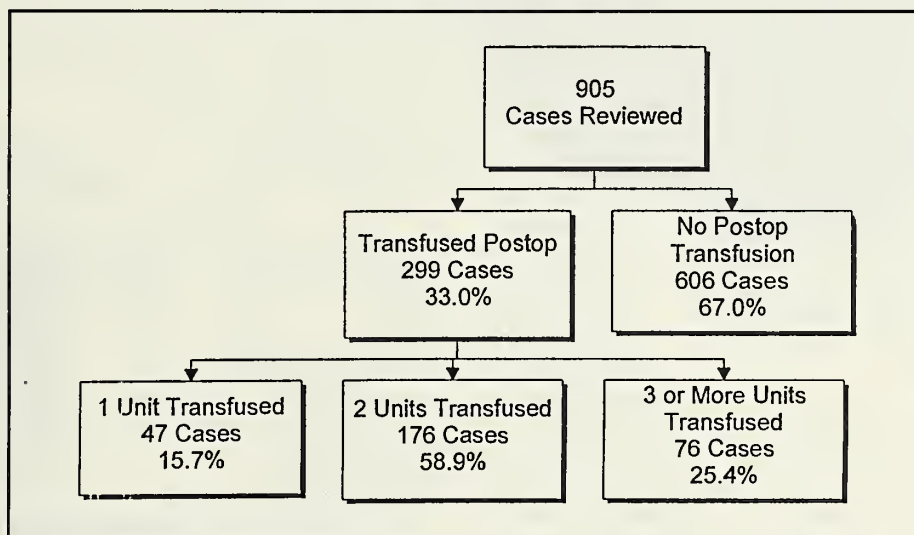 905
Cases Reviewed
Transfused Postop
299 Cases
33.0%
No Postop
Transfusion
606 Cases
67.0%
1 Unit Transfused
47 Cases
15.7%
2 Units Transfused
176 Cases
58.9%
3 or More Units
Transfused
76 Cases
25.4%